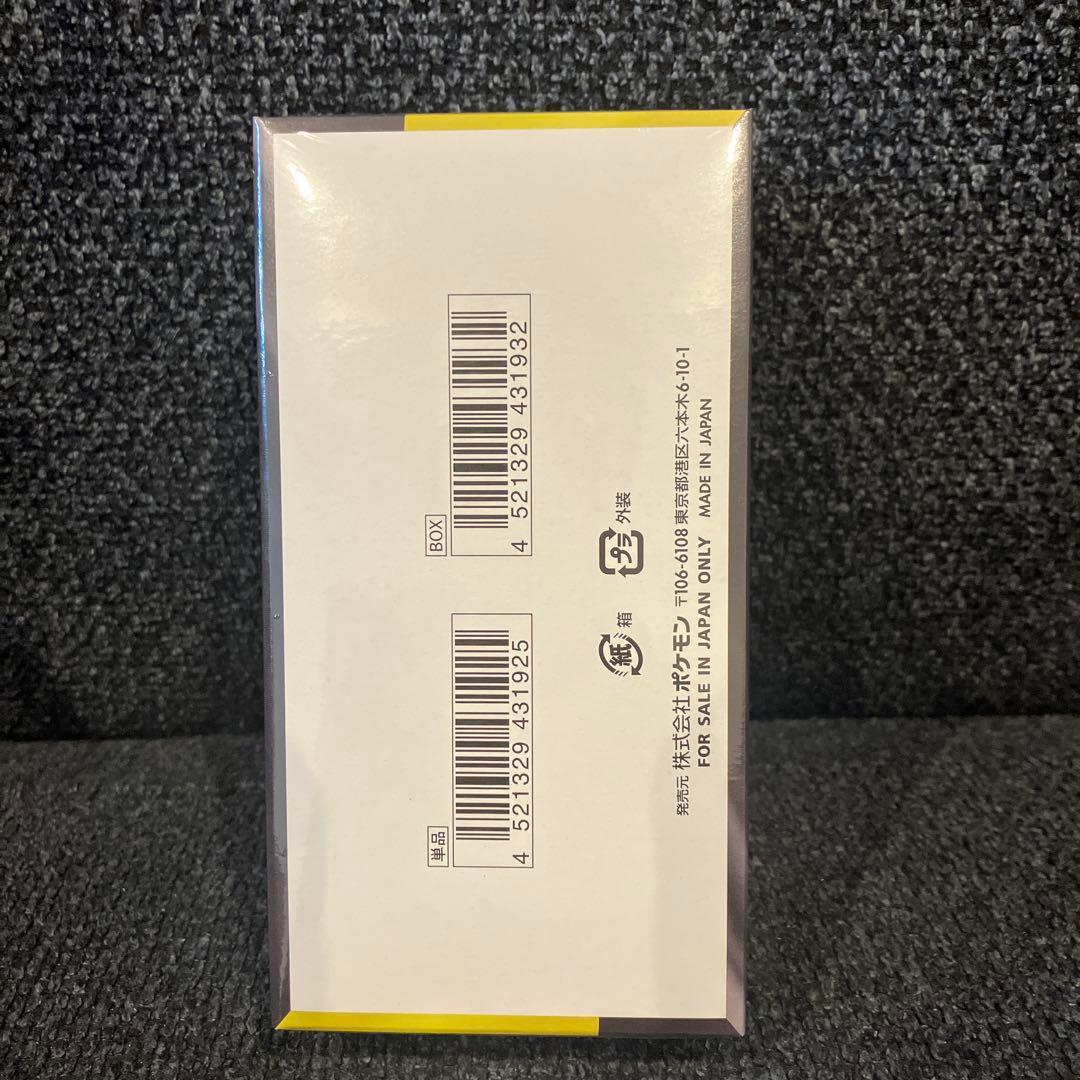 単品
4 521329 431925
BOX
4 521329 431932
紙 箱
プラ 外装
発売元 株式会社ポケモン 〒106-6108 東京都港区六本木6-10-1
FOR SALE IN JAPAN ONLY MADE IN JAPAN